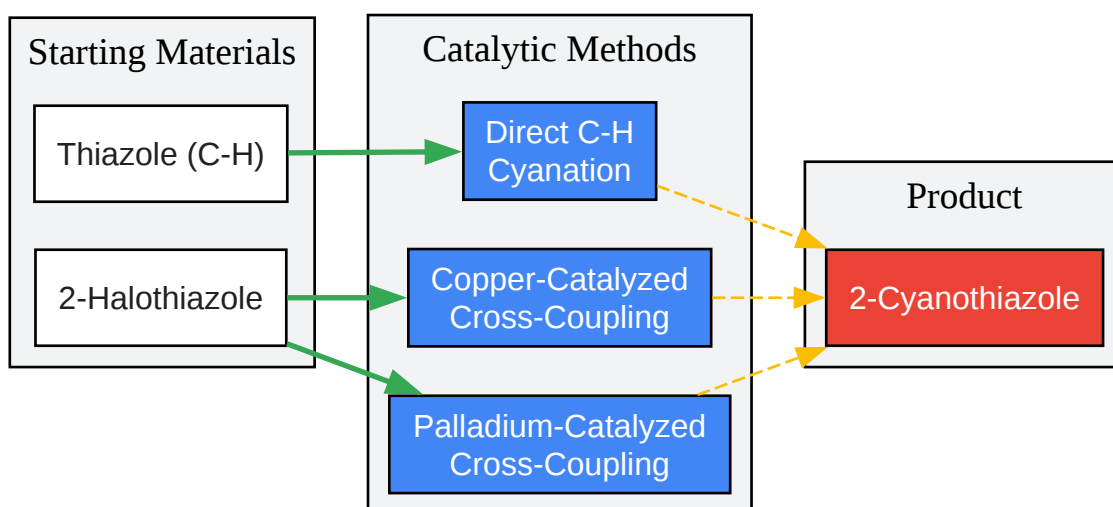 Starting Materials
Thiazole (C-H)
2-Halothiazole
Catalytic Methods
Direct C-H
Cyanation
Copper-Catalyzed
Cross-Coupling
Palladium-Catalyzed
Cross-Coupling
Product
2-Cyanothiazole